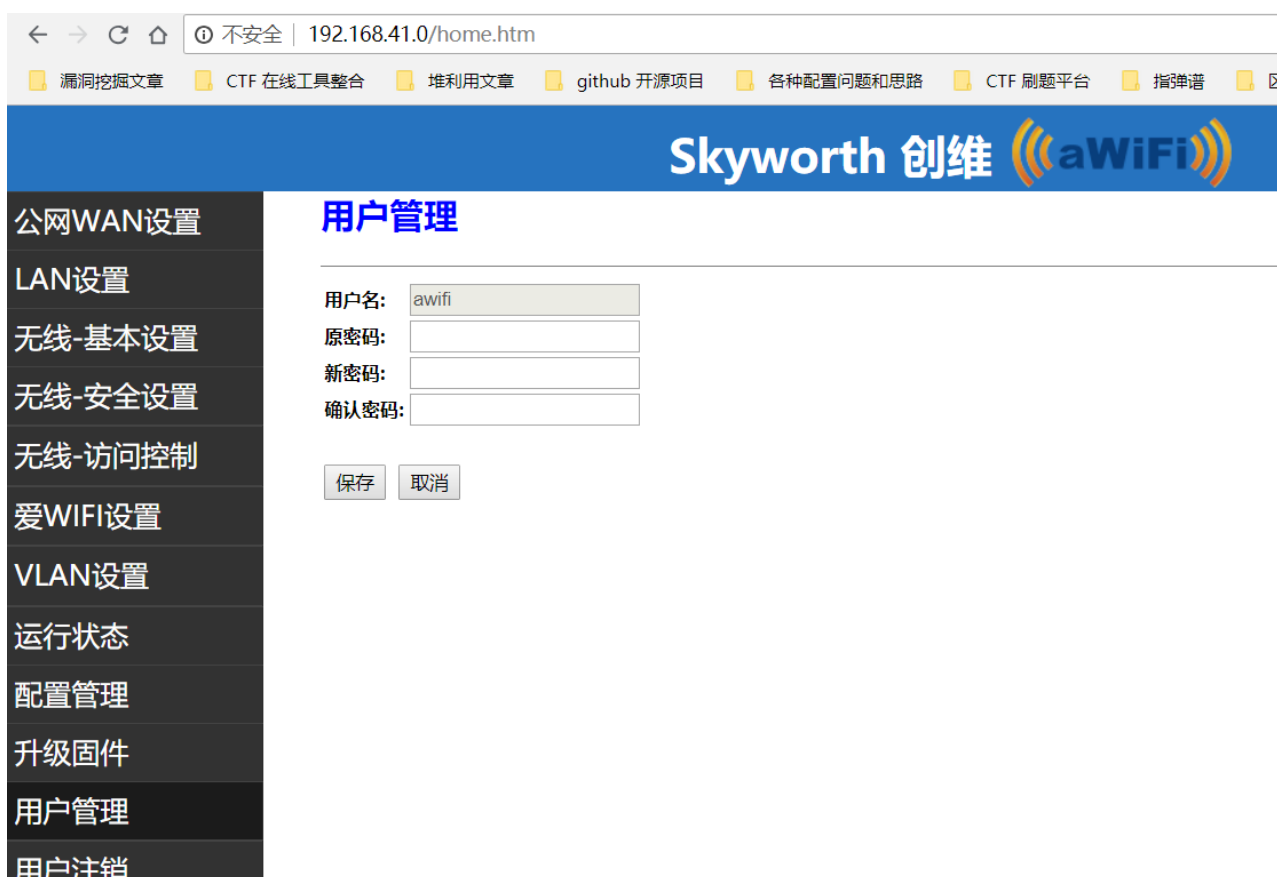 不安全 | 192.168.41.0/home.htm
漏洞挖掘文章 CTF 在线工具整合 堆利用文章 github 开源项目 各种配置问题和思路 CTF 刷题平台 指弹谱
Skyworth 创维 aWiFi
公网WAN设置
LAN设置
无线-基本设置
无线-安全设置
无线-访问控制
爱WIFI设置
VLAN设置
运行状态
配置管理
升级固件
用户管理
用户注销
用户管理
用户名: awifi
原密码:
新密码:
确认密码:
保存 取消